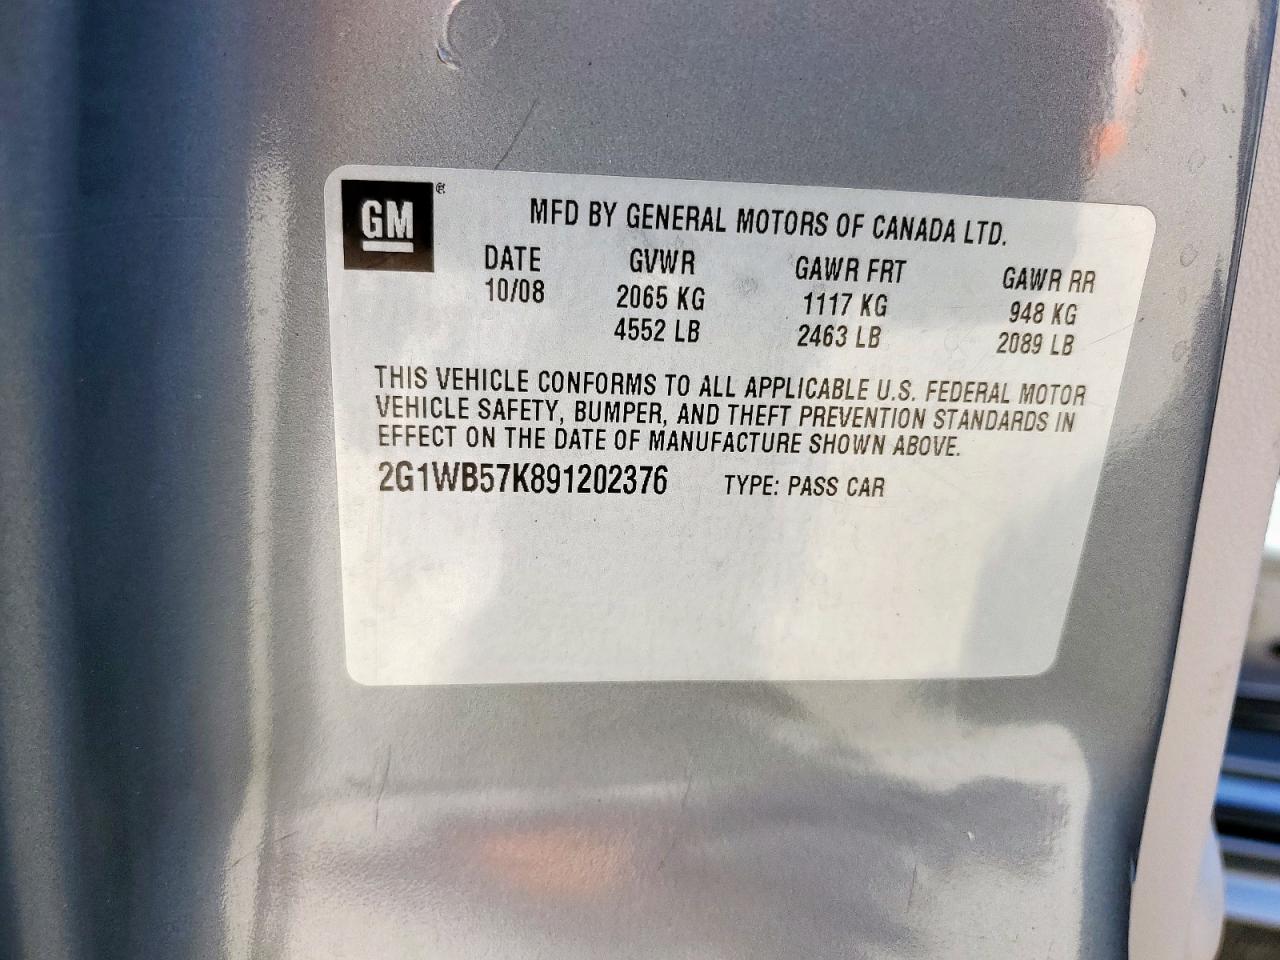 GM®
MFD BY GENERAL MOTORS OF CANADA LTD.
DATE GVWR GAWR FRT GAWR RR
10/08 2065 KG 1117 KG 948 KG
4552 LB 2463 LB 2089 LB
THIS VEHICLE CONFORMS TO ALL APPLICABLE U.S. FEDERAL MOTOR
VEHICLE SAFETY, BUMPER, AND THEFT PREVENTION STANDARDS IN
EFFECT ON THE DATE OF MANUFACTURE SHOWN ABOVE.
2G1WB57K891202376 TYPE: PASS CAR